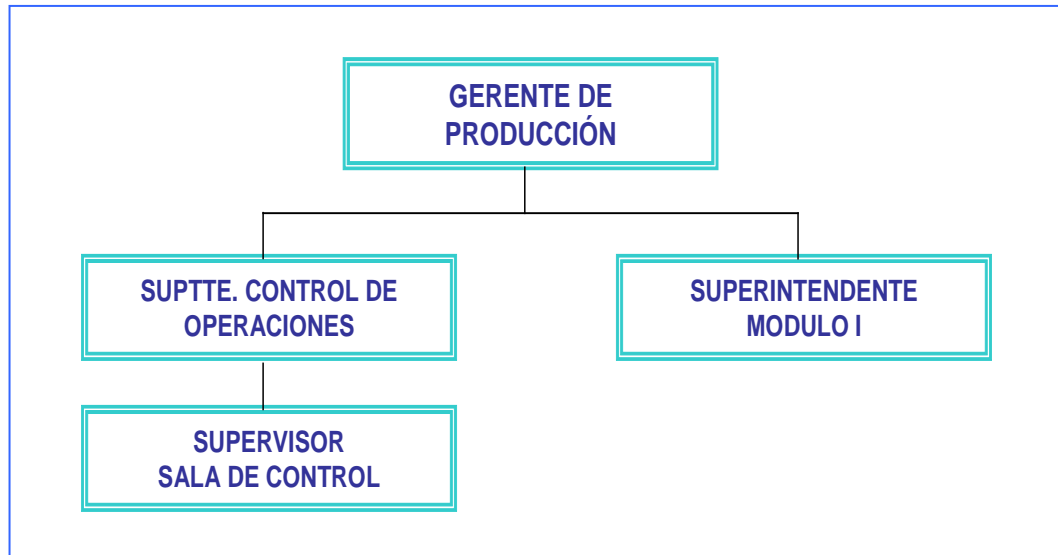 GERENTE DE
PRODUCCIÓN
SUPTTE. CONTROL DE
OPERACIONES
SUPERINTENDENTE
MODULO I
SUPERVISOR
SALA DE CONTROL